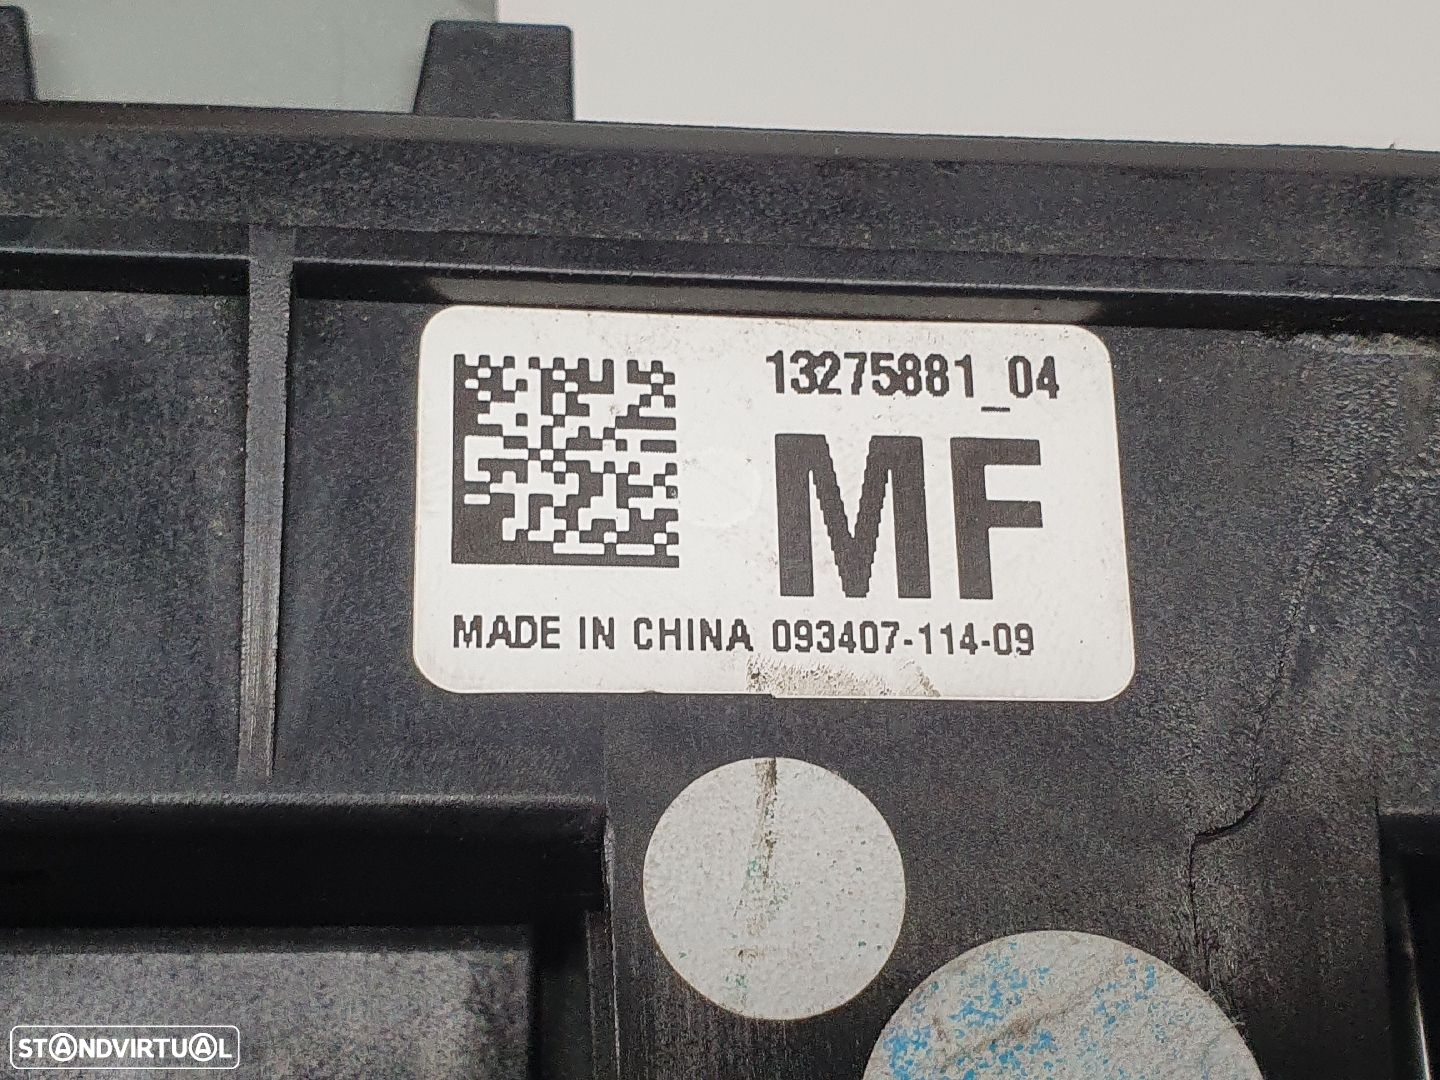 13275881_04
MF
MADE IN CHINA 093407-114-09
STANDVIRTUAL